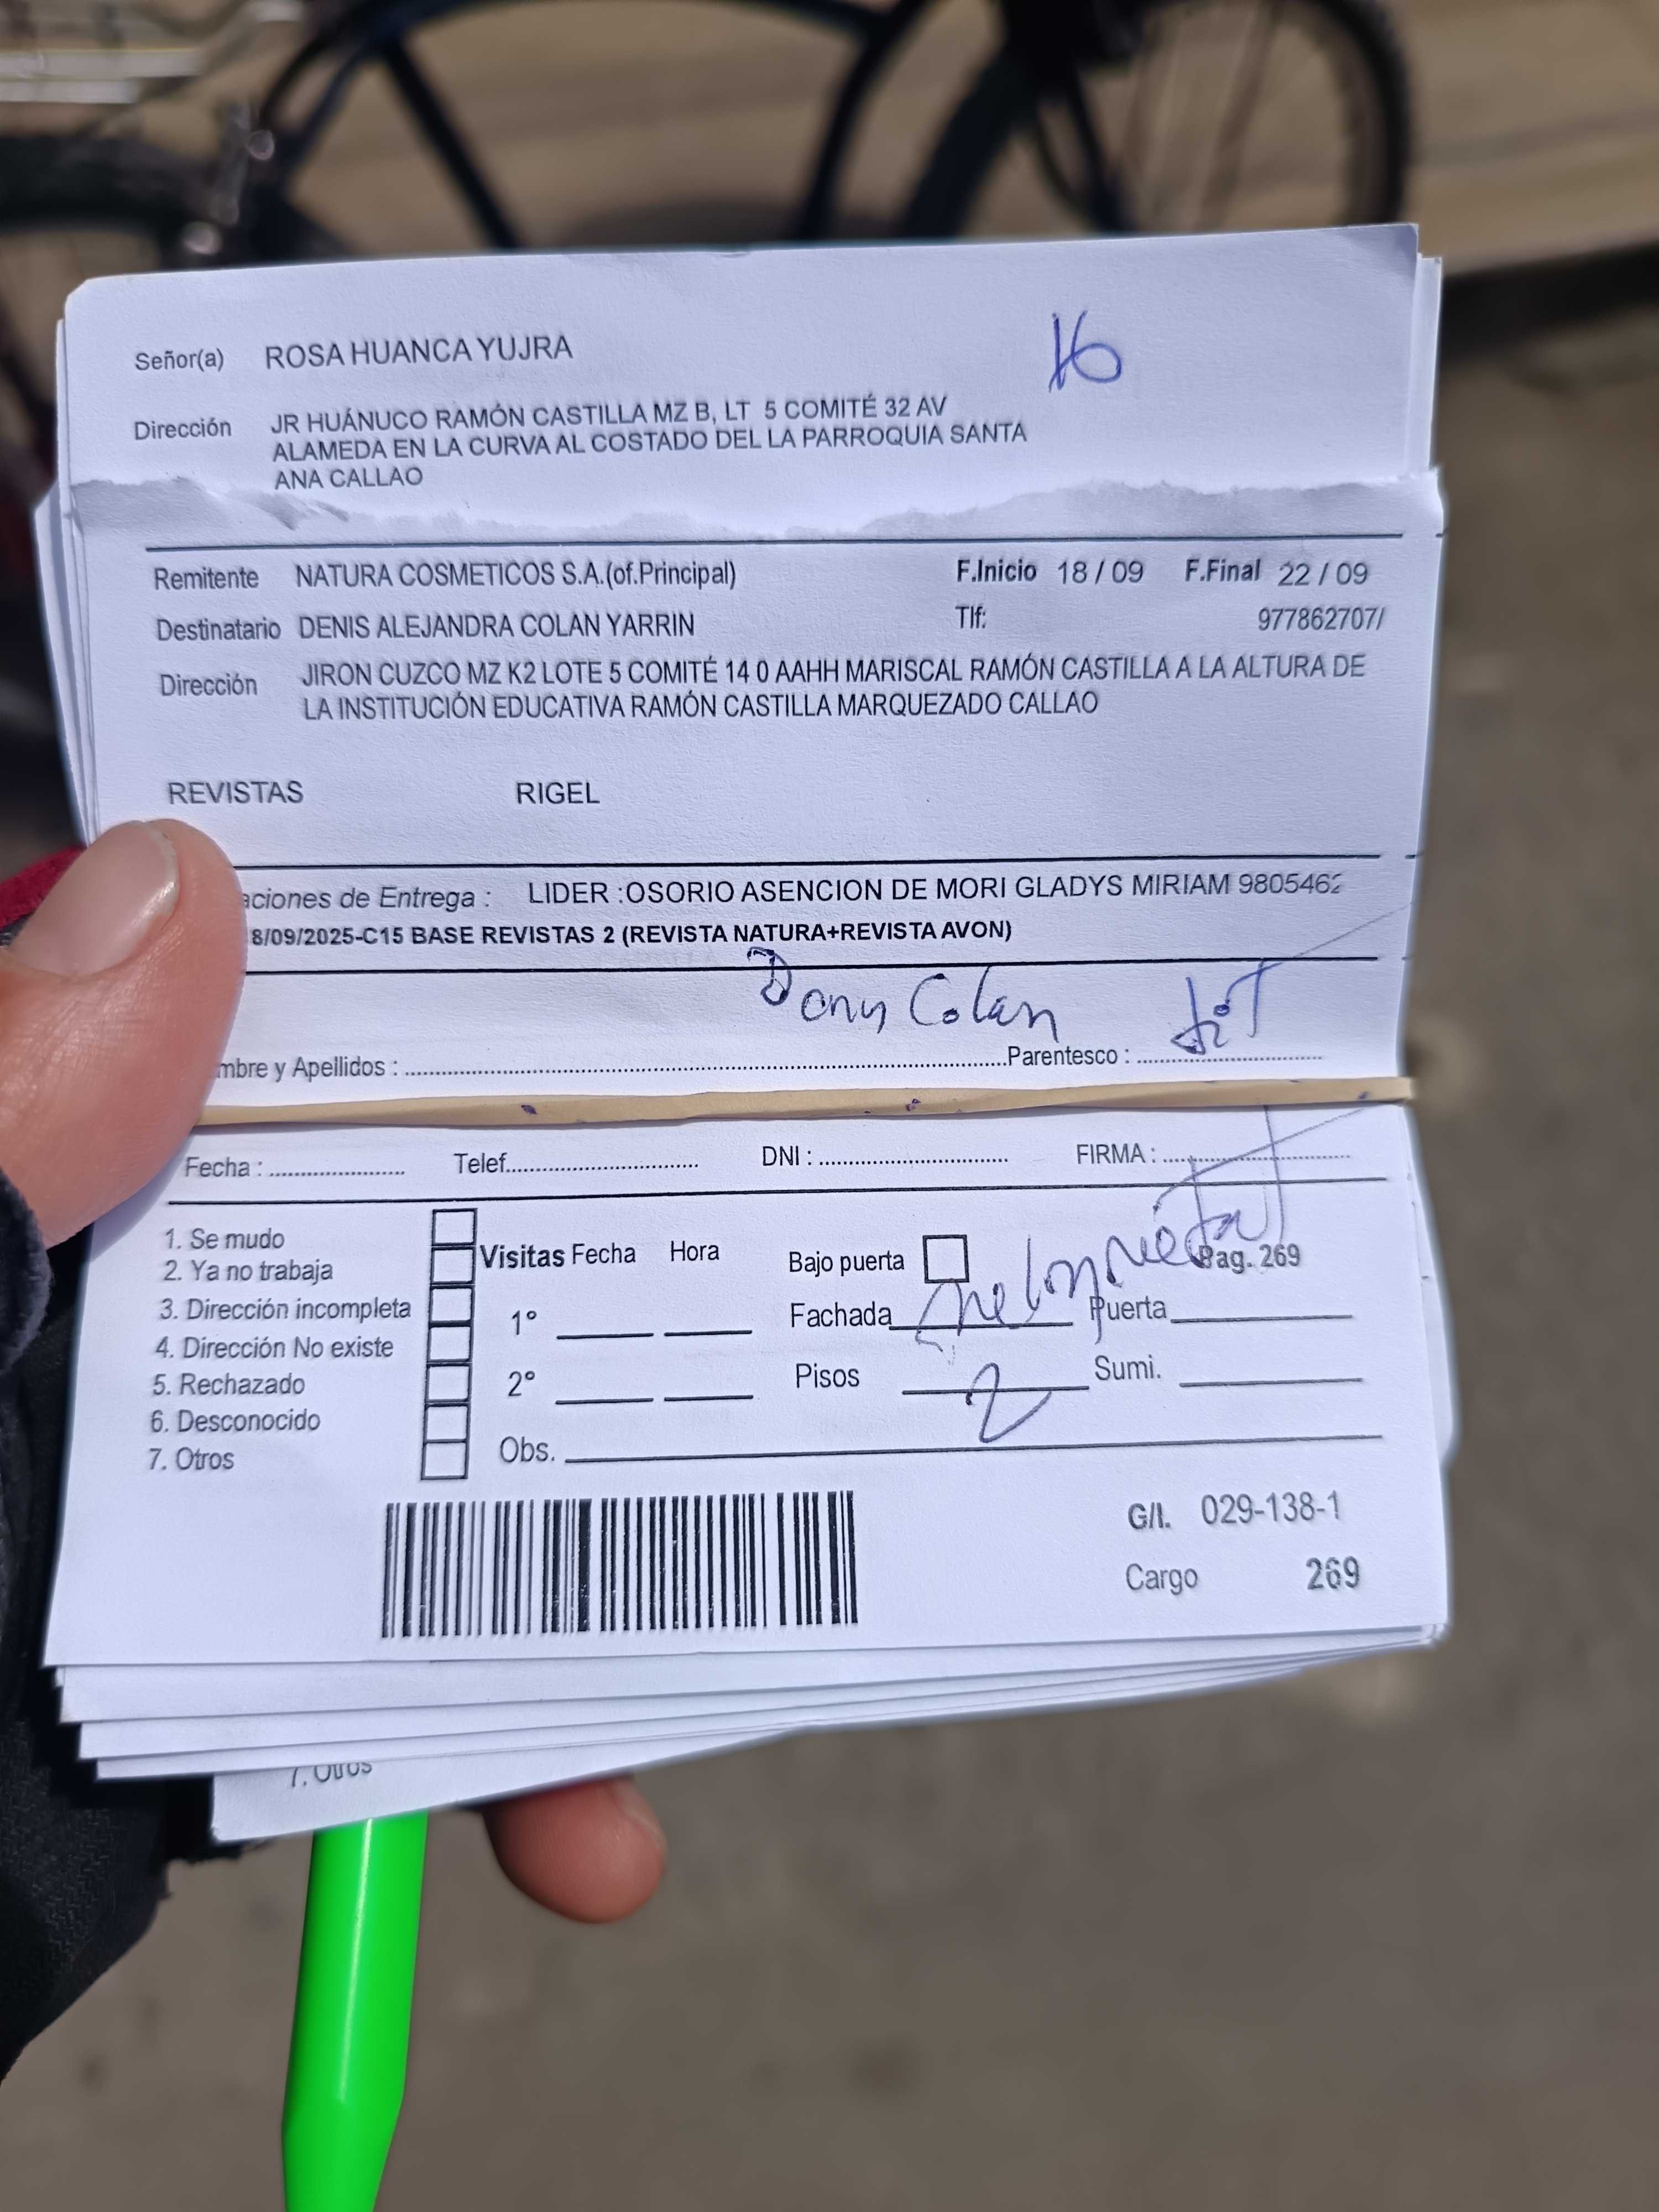 Señor(a) ROSA HUANCA YUJRA
16
Dirección JR HUÁNUCO RAMÓN CASTILLA MZ B, LT 5 COMITÉ 32 AV
ALAMEDA EN LA CURVA AL COSTADO DEL LA PARROQUIA SANTA
ANA CALLAO
Remitente NATURA COSMETICOS S.A.(of.Principal) F.Inicio 18 / 09 F.Final 22 / 09
Destinatario DENIS ALEJANDRA COLAN YARRIN Tlf: 977862707/
Dirección JIRON CUZCO MZ K2 LOTE 5 COMITÉ 14 0 AAHH MARISCAL RAMÓN CASTILLA A LA ALTURA DE
LA INSTITUCIÓN EDUCATIVA RAMÓN CASTILLA MARQUEZADO CALLAO
REVISTAS RIGEL
aciones de Entrega : LIDER :OSORIO ASENCION DE MORI GLADYS MIRIAM 9805462
8/09/2025-C15 BASE REVISTAS 2 (REVISTA NATURA+REVISTA AVON)
Dony Colan
mbre y Apellidos : Parentesco :
Fecha : Telef. DNI : FIRMA :
1. Se mudo
2. Ya no trabaja
3. Dirección incompleta
4. Dirección No existe
5. Rechazado
6. Desconocido
7. Otros
Visitas Fecha Hora
1°
2°
Obs.
Bajo puerta Pag. 269
Fachada Puerta
Pisos 2 Sumi.
G/I. 029-138-1
Cargo 269
7. Otros